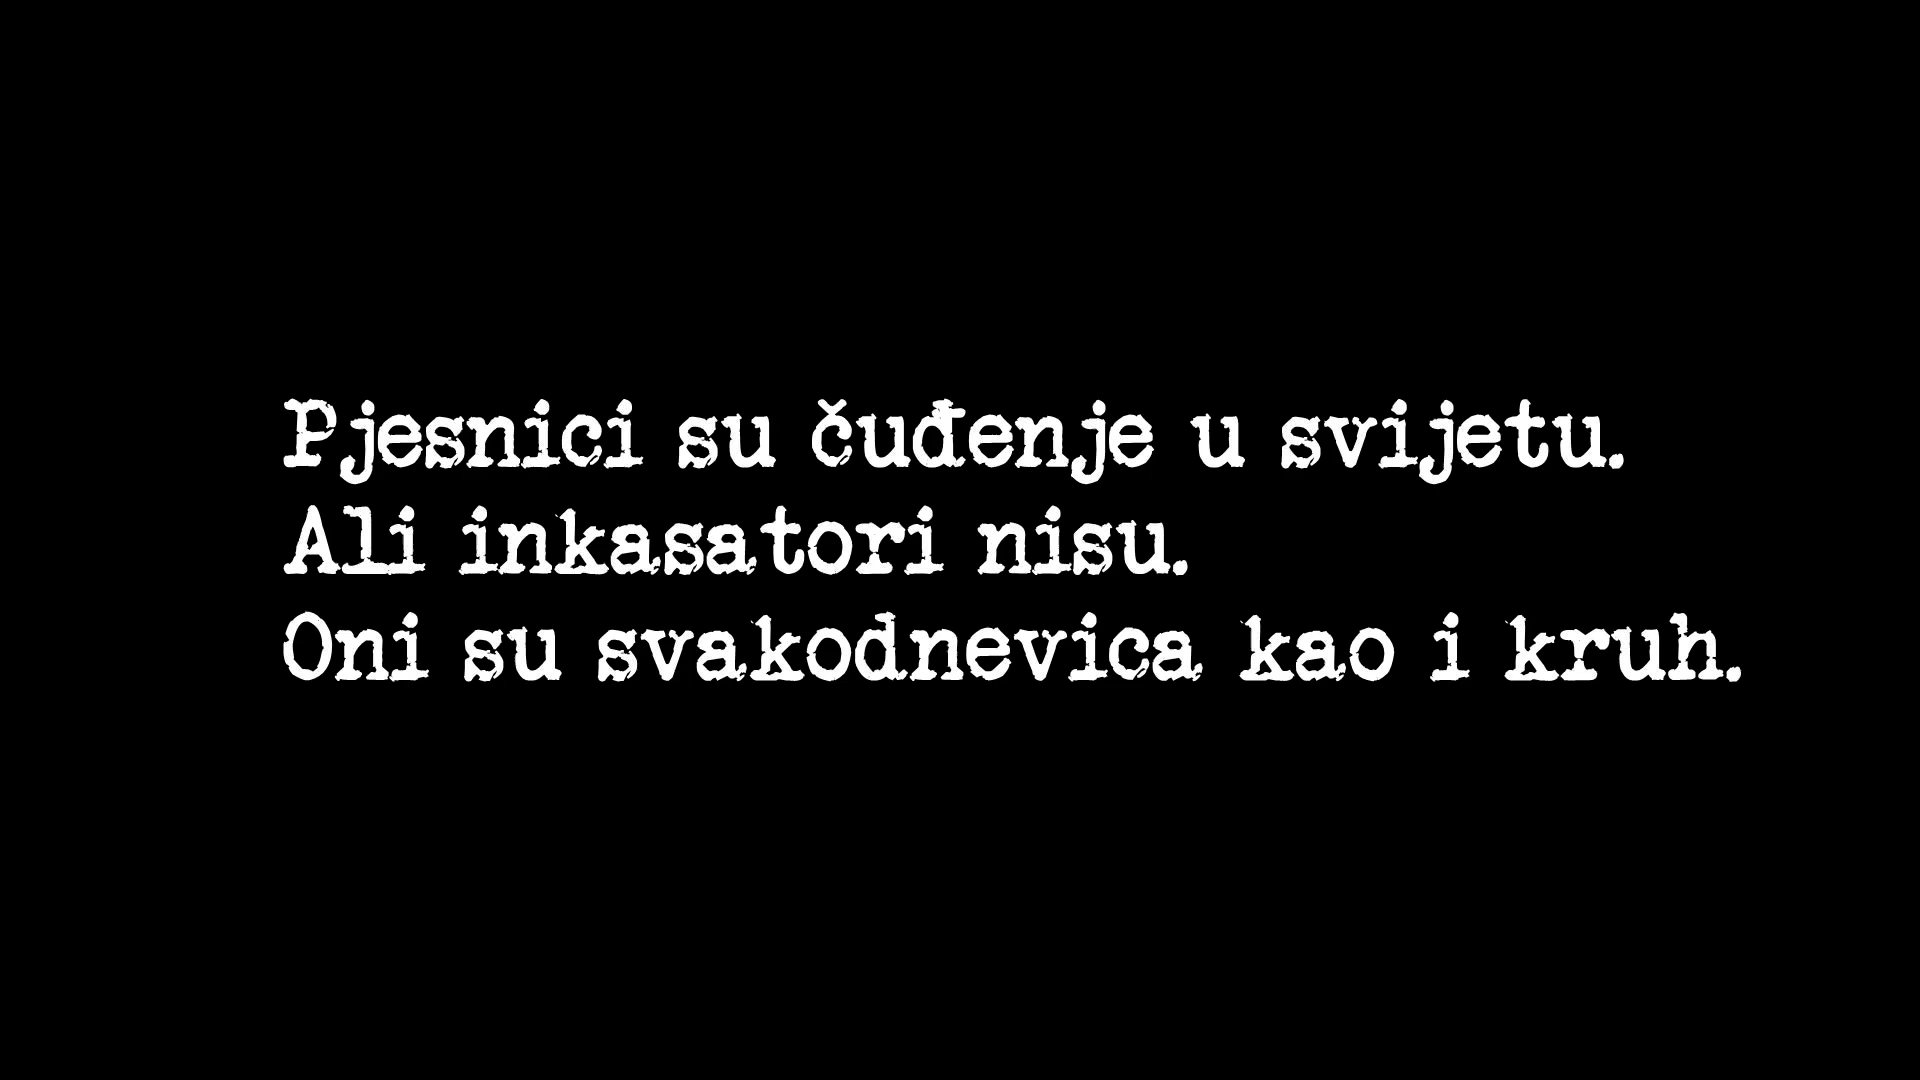 Pjesnici su čuđenje u svijetu.
Ali inkasatori nisu.
Oni su svakodnevica kao i kruh.